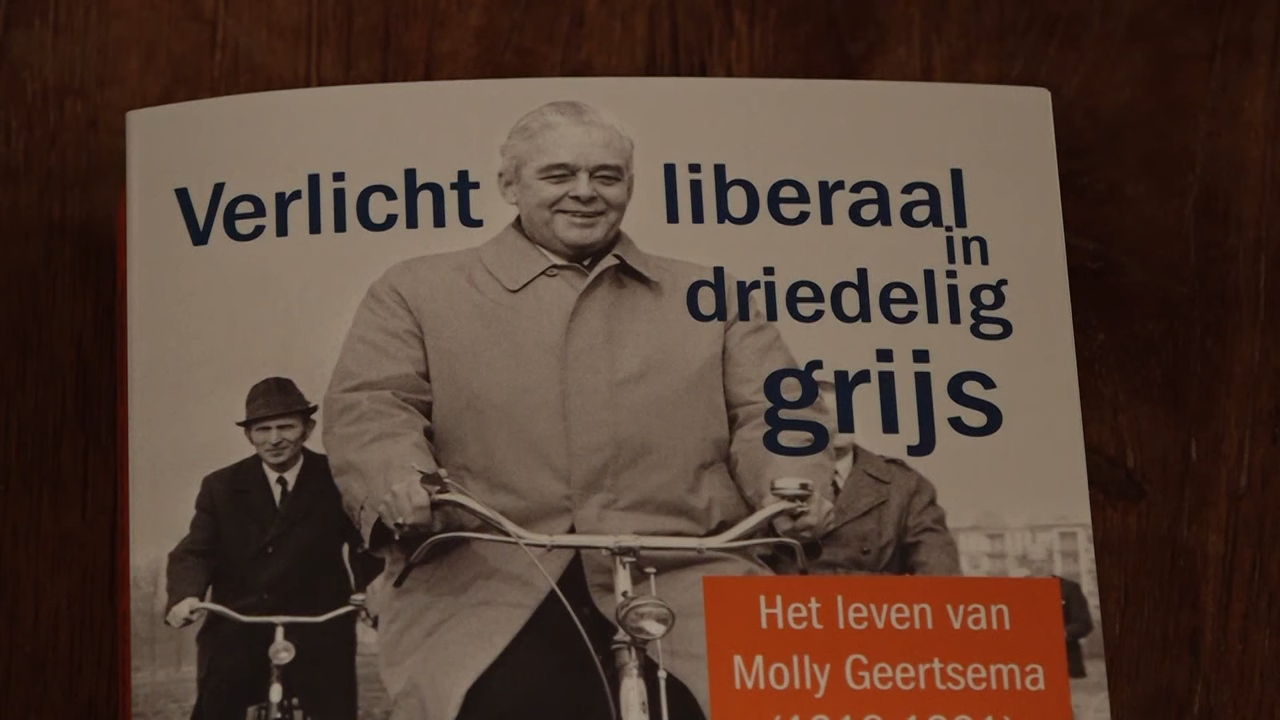 Verlicht liberaal
in
driedelig
grijs
Het leven van
Molly Geertsema